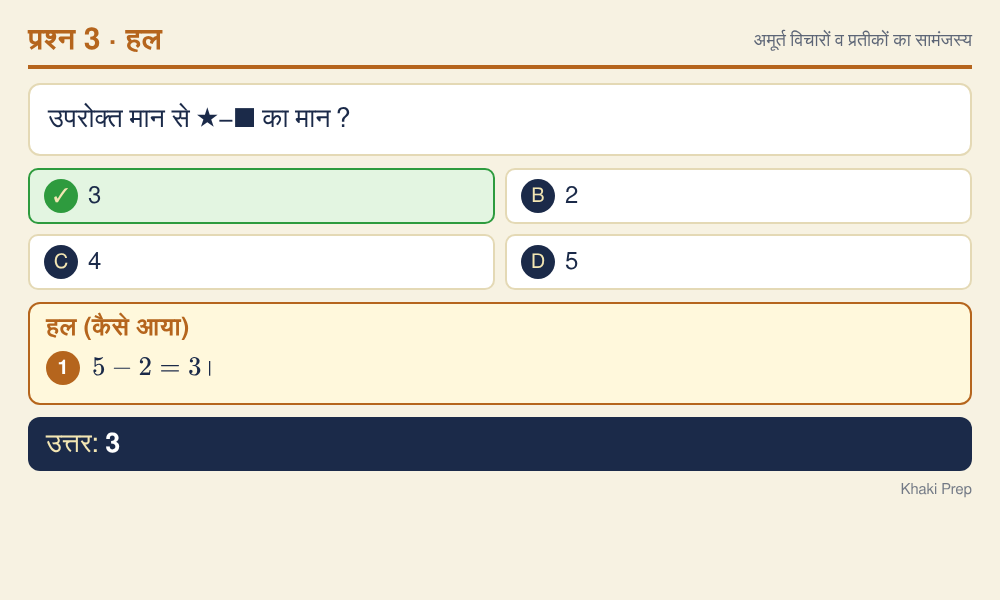 प्रश्न 3 · हल
अमूर्त विचारों व प्रतीकों का सामंजस्य
उपरोक्त मान से ★–■ का मान ?
✓ 3
B 2
C 4
D 5
हल (कैसे आया)
1 5 − 2 = 3।
उत्तर: 3
Khaki Prep